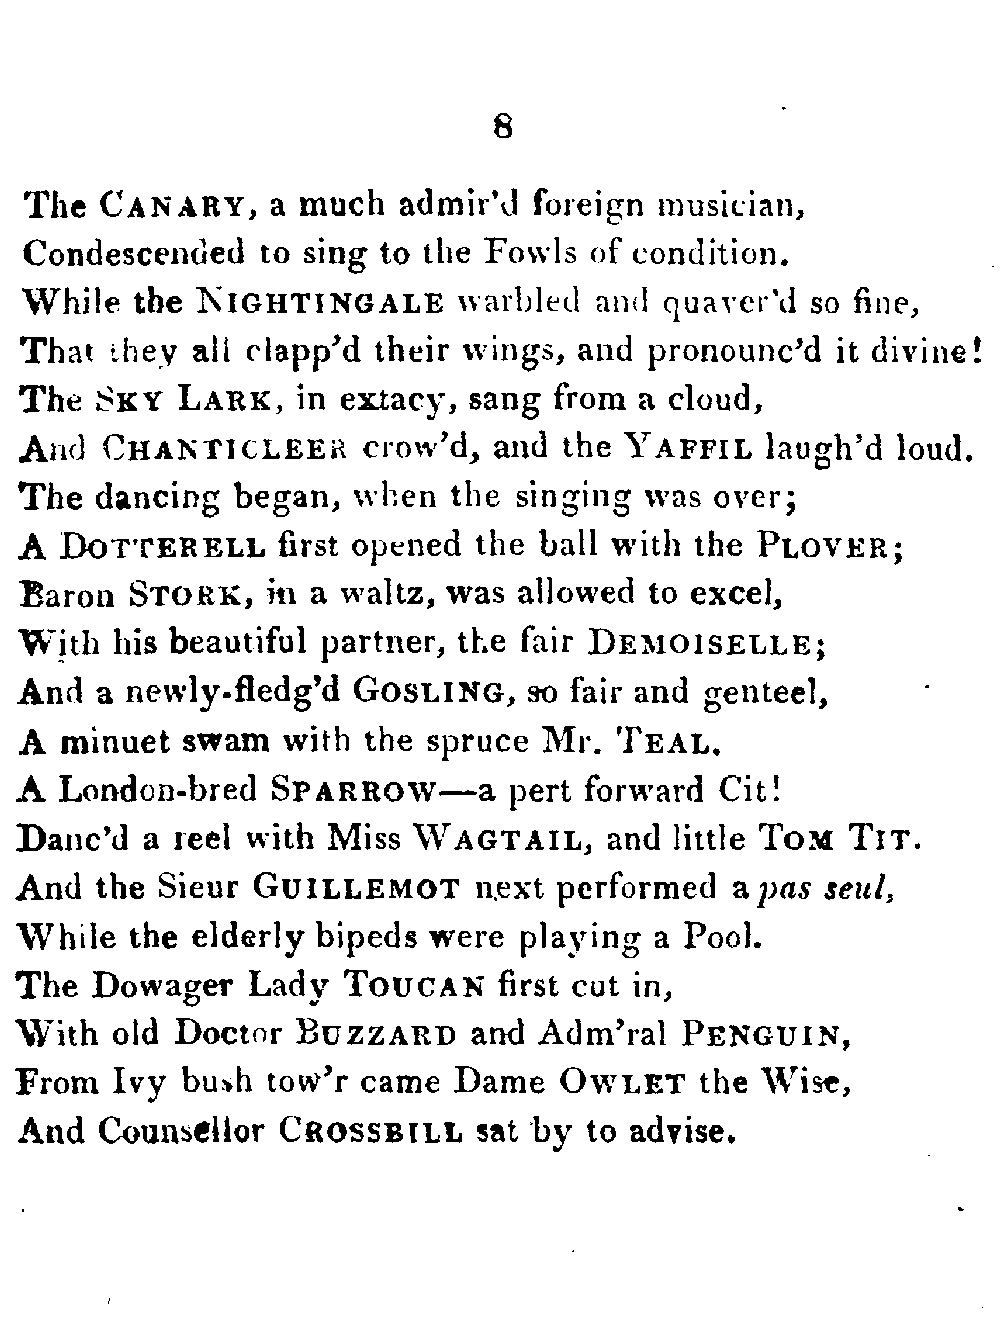 8
The CANARY, a much admir'd foreign musician,
Condescended to sing to the Fowls of condition.
While the NIGHTINGALE warbled and quaver'd so fine,
That they all clapp'd their wings, and pronounc'd it divine!
The SKY LARK, in extacy, sang from a cloud,
And CHANTICLEER crow'd, and the YAFFIL laugh'd loud.
The dancing began, when the singing was over;
A DOTTERELL first opened the ball with the PLOVER;
Baron STORK, in a waltz, was allowed to excel,
With his beautiful partner, the fair DEMOISELLE;
And a newly-fledg'd GOSLING, so fair and genteel,
A minuet swam with the spruce Mr. TEAL.
A London-bred SPARROW—a pert forward Cit!
Danc'd a reel with Miss WAGTAIL, and little TOM TIT.
And the Sieur GUILLEMOT next performed a pas seul,
While the elderly bipeds were playing a Pool.
The Dowager Lady TOUCAN first cut in,
With old Doctor BUZZARD and Adm'ral PENGUIN,
From Ivy bush tow'r came Dame OWLET the Wise,
And Counsellor CROSSBILL sat by to advise.